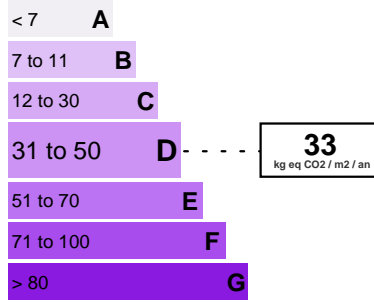 < 7 A
7 to 11 B
12 to 30 C
31 to 50 D
33
kg eq CO2 / m2 / an
51 to 70 E
71 to 100 F
> 80 G